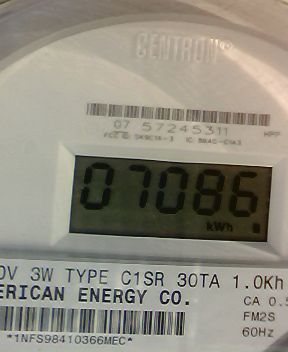 CENTRON®
07 57245311 HPP
07086
kWh
0V 3W TYPE C1SR 30TA 1.0Kh
ERICAN ENERGY CO.
CA 0.5
FM2S
60Hz
*1NFS98410366MEC*